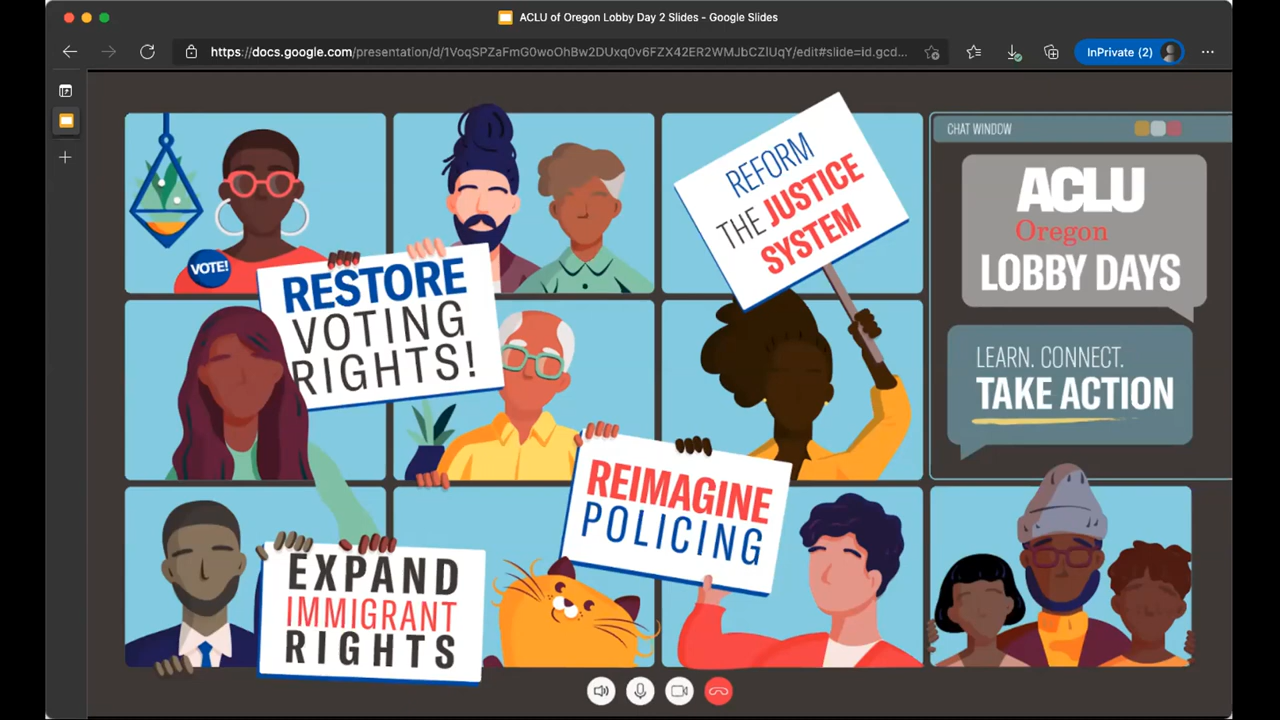 ACLU of Oregon Lobby Day 2 Slides - Google Slides
https://docs.google.com/presentation/d/1VoqSPZaFmG0woOhBw2DUxq0v6FZX42ER2WMJbCZlUqY/edit#slide=id.gcd...
InPrivate (2)
VOTE!
RESTORE
VOTING
RIGHTS!
REFORM
THE JUSTICE
SYSTEM
CHAT WINDOW
ACLU
Oregon
LOBBY DAYS
LEARN. CONNECT.
TAKE ACTION
REIMAGINE
POLICING
EXPAND
IMMIGRANT
RIGHTS